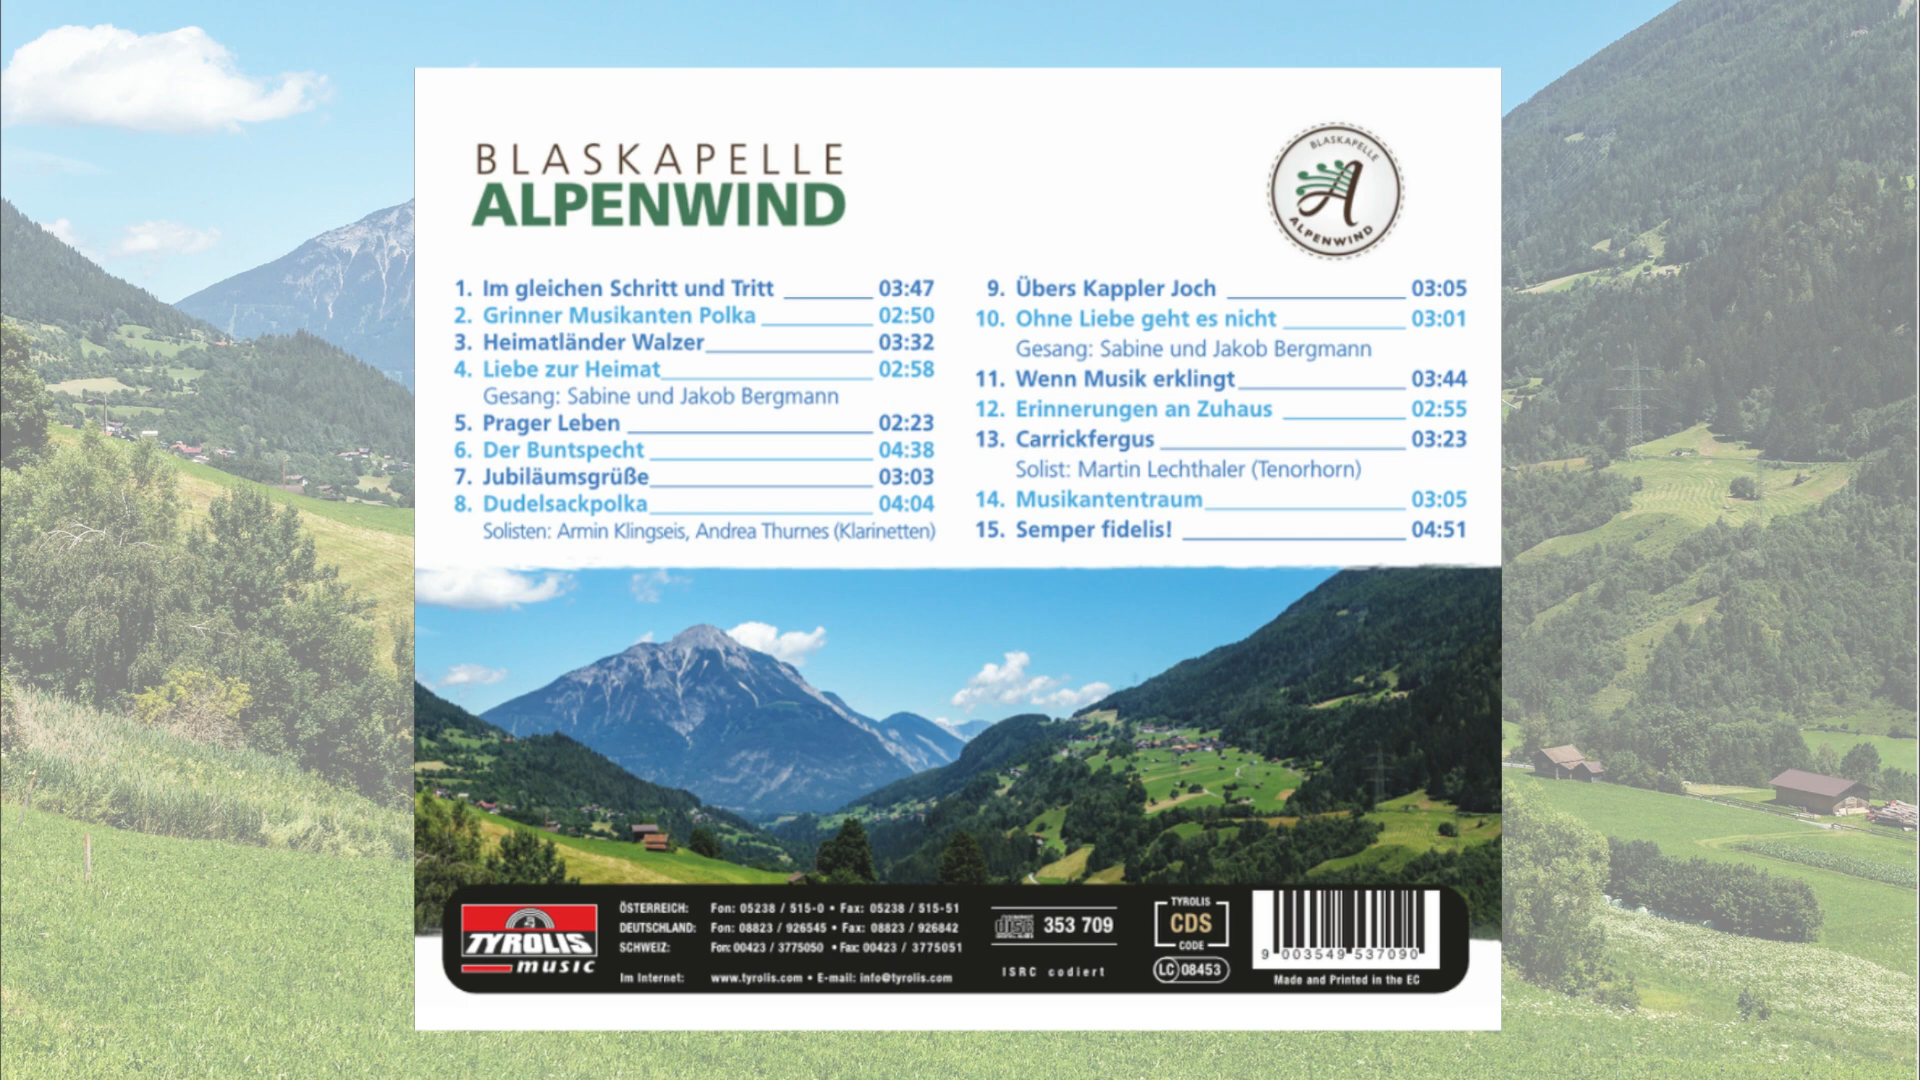 BLASKAPELLE
ALPENWIND
BLASKAPELLE
A
ALPENWIND
1. Im gleichen Schritt und Tritt 03:47
2. Grinner Musikanten Polka 02:50
3. Heimatländer Walzer 03:32
4. Liebe zur Heimat 02:58
Gesang: Sabine und Jakob Bergmann
5. Prager Leben 02:23
6. Der Buntspecht 04:38
7. Jubiläumsgrüße 03:03
8. Dudelsackpolka 04:04
Solisten: Armin Klingseis, Andrea Thurnes (Klarinetten)
9. Übers Kappler Joch 03:05
10. Ohne Liebe geht es nicht 03:01
Gesang: Sabine und Jakob Bergmann
11. Wenn Musik erklingt 03:44
12. Erinnerungen an Zuhaus 02:55
13. Carrickfergus 03:23
Solist: Martin Lechthaler (Tenorhorn)
14. Musikantentraum 03:05
15. Semper fidelis! 04:51
TYROLIS
music
ÖSTERREICH: Fon: 05238 / 515-0 • Fax: 05238 / 515-51
DEUTSCHLAND: Fon: 08823 / 926545 • Fax: 08823 / 926842
SCHWEIZ: Fon: 00423 / 3775050 • Fax: 00423 / 3775051
Im Internet: www.tyrolis.com • E-mail: info@tyrolis.com
disc 353 709
ISRC codiert
TYROLIS
CDS
CODE
LC 08453
9 003549 537090
Made and Printed in the EC